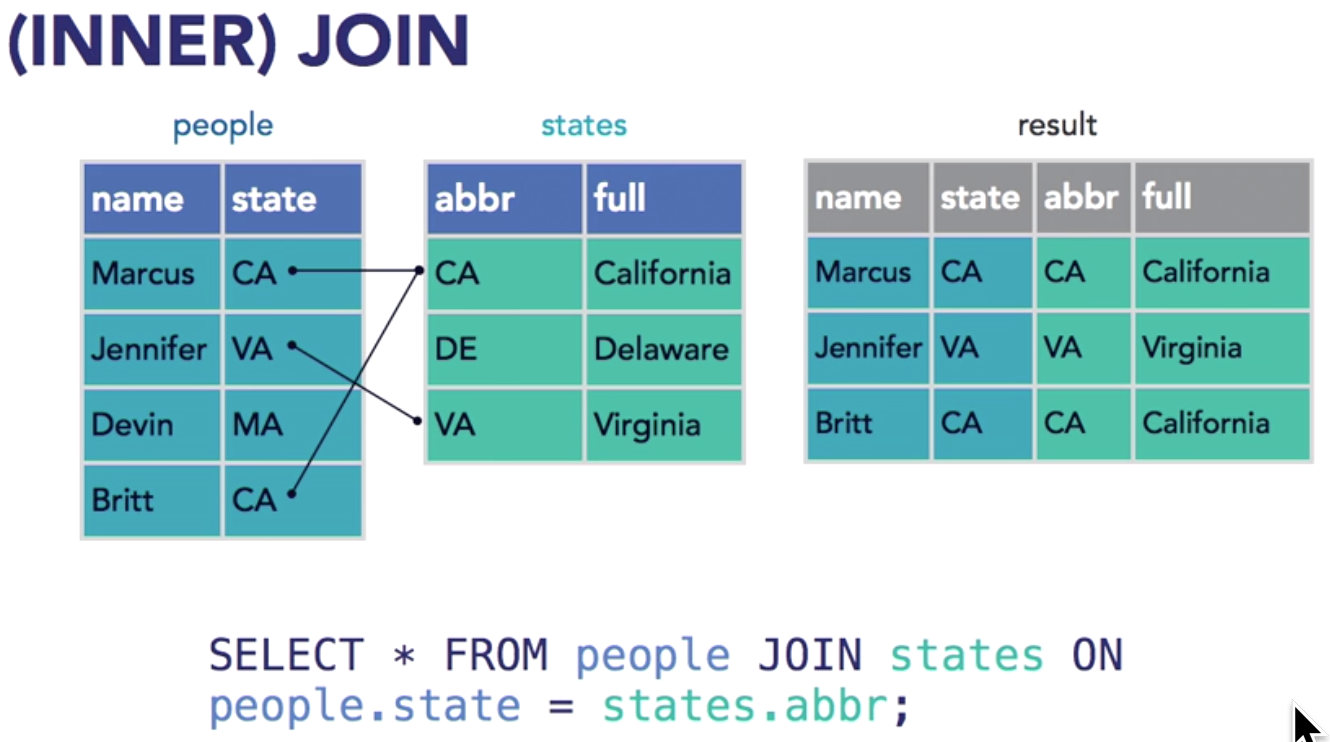 (INNER) JOIN
people
name state
Marcus CA
Jennifer VA
Devin MA
Britt CA
states
abbr full
CA California
DE Delaware
VA Virginia
result
name state abbr full
Marcus CA CA California
Jennifer VA VA Virginia
Britt CA CA California
SELECT * FROM people JOIN states ON
people.state = states.abbr;